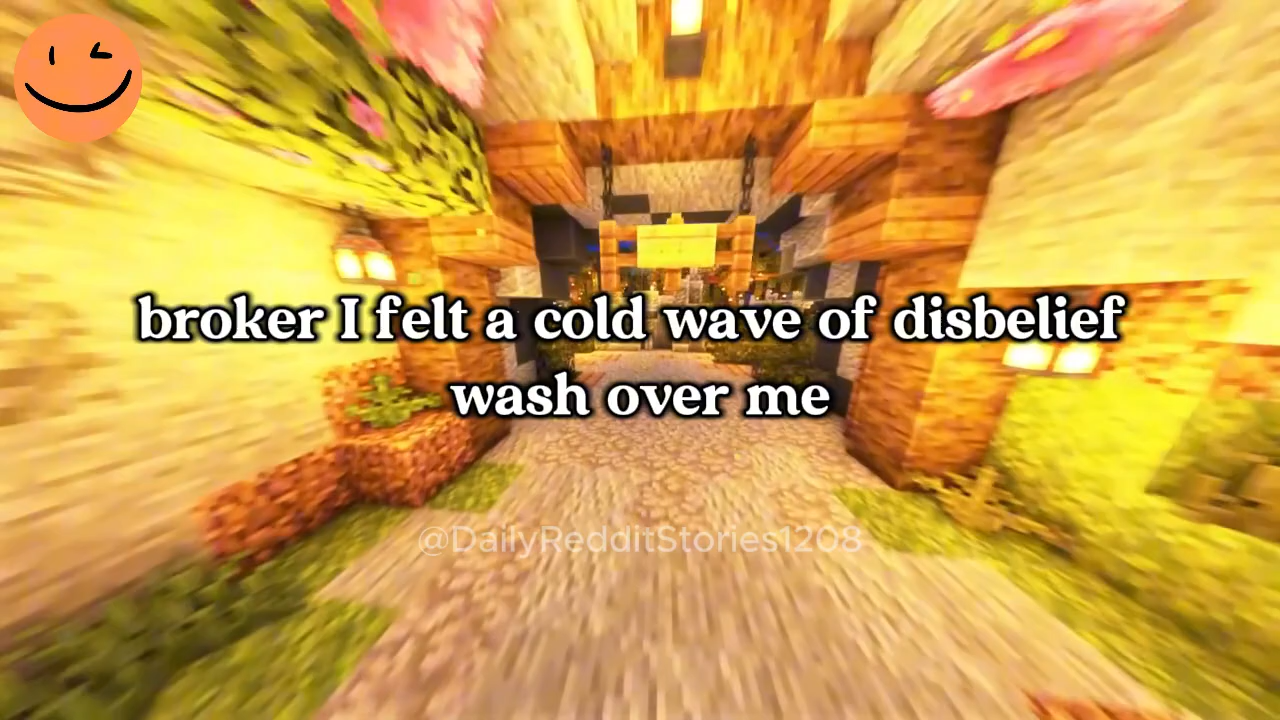 broker I felt a cold wave of disbelief
wash over me
@DailyRedditStories1208